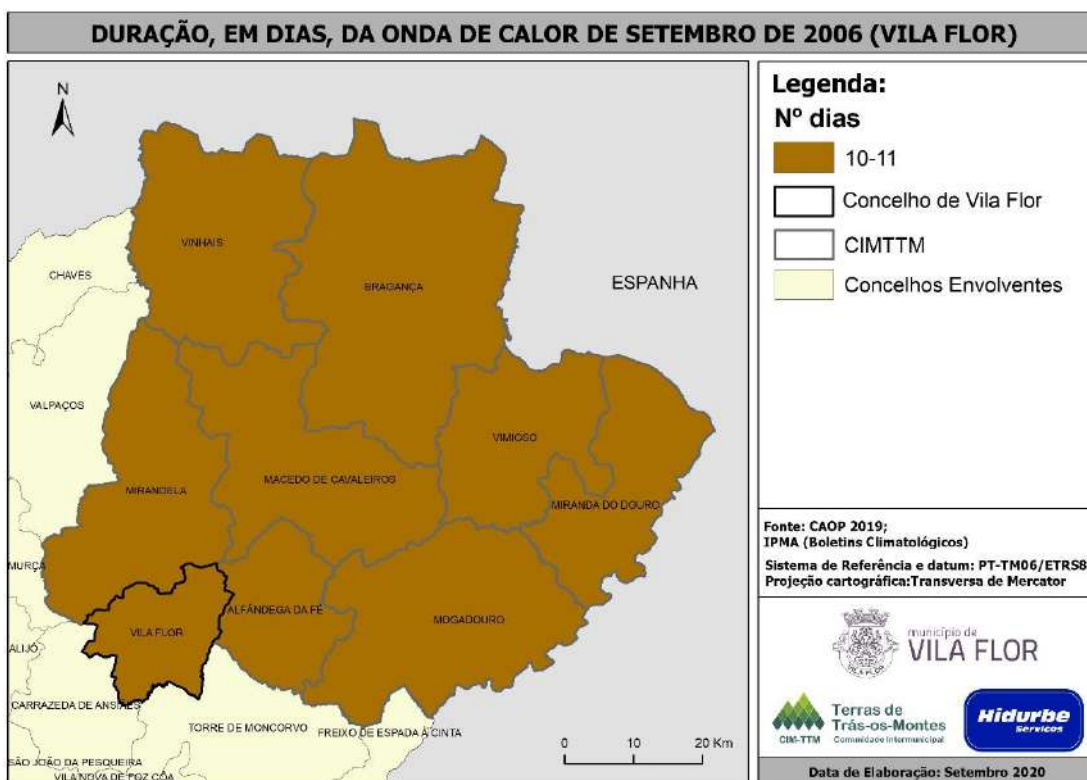 DURAÇÃO, EM DIAS, DA ONDA DE CALOR DE SETEMBRO DE 2006 (VILA FLOR)
N
VINHAIS
CHAVES
BRAGANÇA
ESPANHA
VALPAÇOS
VIMIOSO
MACEDO DE CAVALEIROS
MIRANDELA
MIRANDA DO DOURO
MURÇA
ALFÂNDEGA DA FÉ
MOGADOURO
VILA FLOR
ALIJÓ
CARRAZEDA DE ANSIÃES
TORRE DE MONCORVO
FREIXO DE ESPADA À CINTA
SÃO JOÃO DA PESQUEIRA
VILA NOVA DE FOZ CÔA
0 10 20 Km
Legenda:
Nº dias
10-11
Concelho de Vila Flor
CIMTTM
Concelhos Envolventes
Fonte: CAOP 2019;
IPMA (Boletins Climatológicos)
Sistema de Referência e datum: PT-TM06/ETRS8
Projeção cartográfica:Transversa de Mercator
município de
VILA FLOR
VILA FLOR
Terras de
Trás-os-Montes
CIM-TTM Comunidade Intermunicipal
Hidurbe
Serviços
Data de Elaboração: Setembro 2020